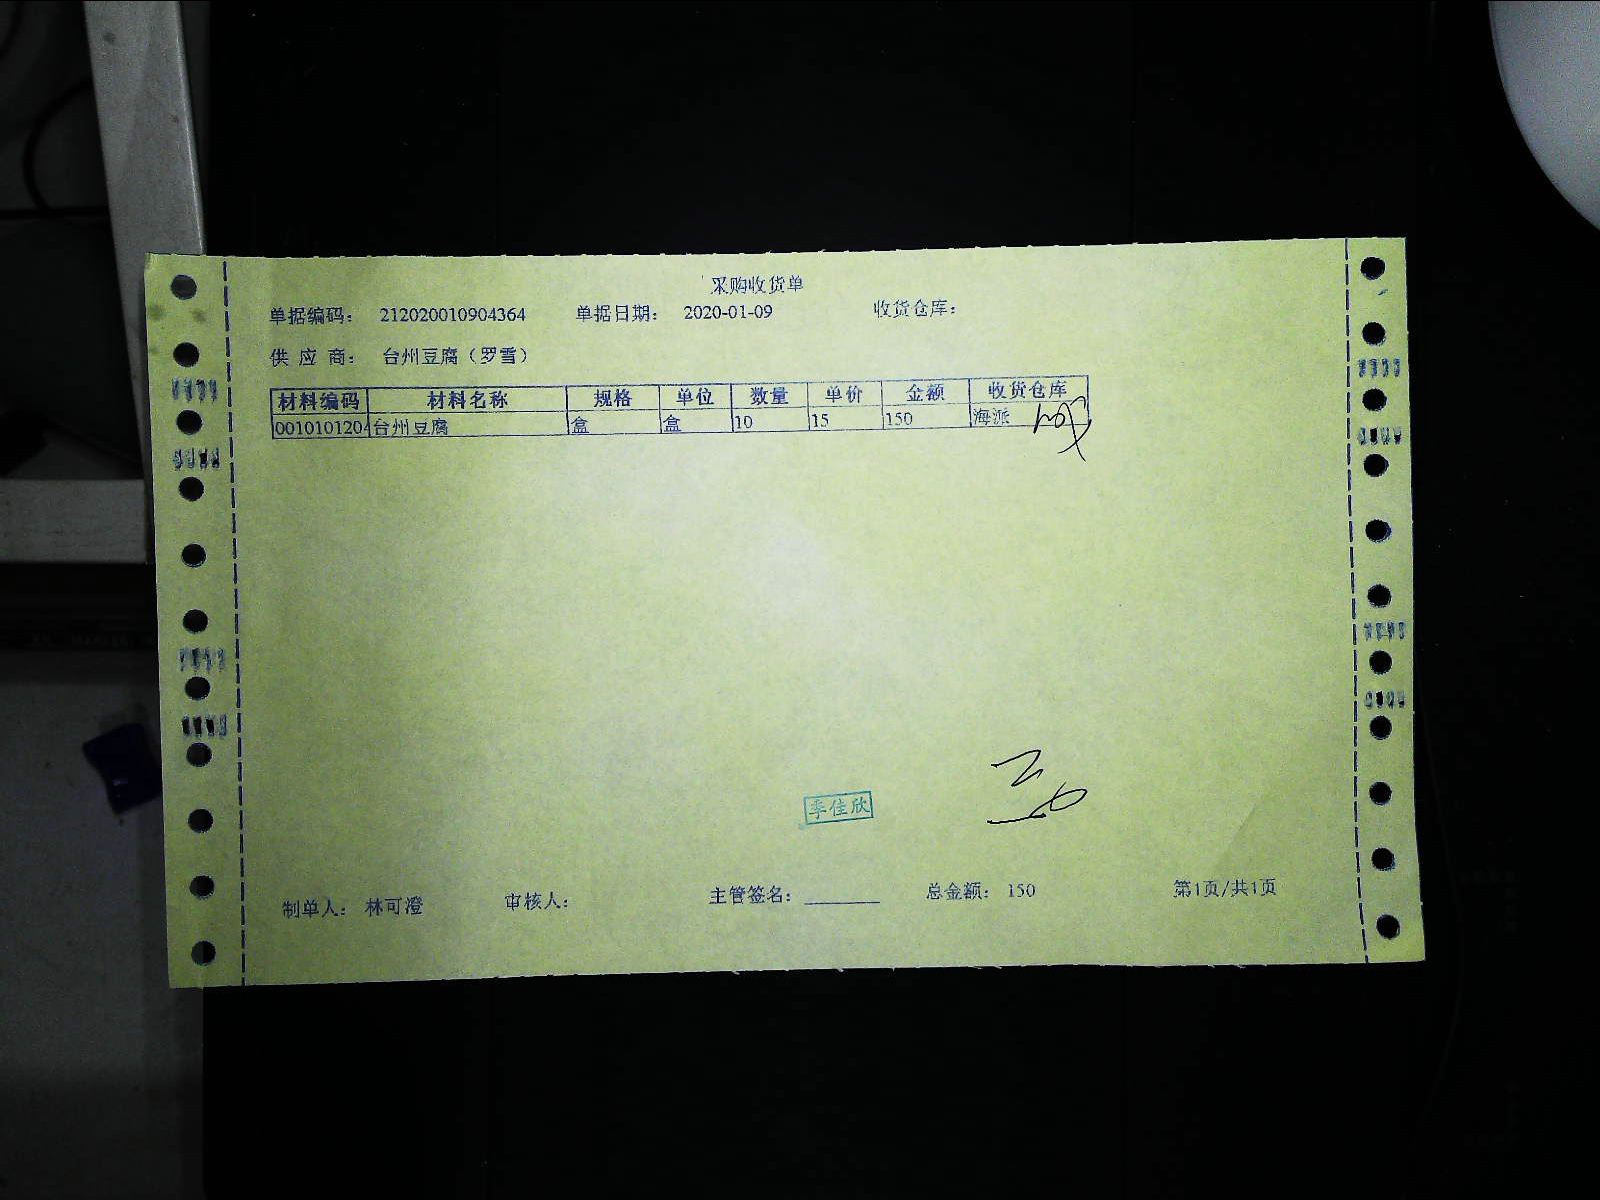 采购收货单
单据编码： 212020010904364 单据日期： 2020-01-09 收货仓库：
供 应 商： 台州豆腐（罗雪）
材料编码 材料名称 规格 单位 数量 单价 金额 收货仓库
001010120 台州豆腐 盒 盒 10 15 150 海派
李佳欣
制单人： 林可澄 审核人： 主管签名： 总金额： 150 第1页/共1页